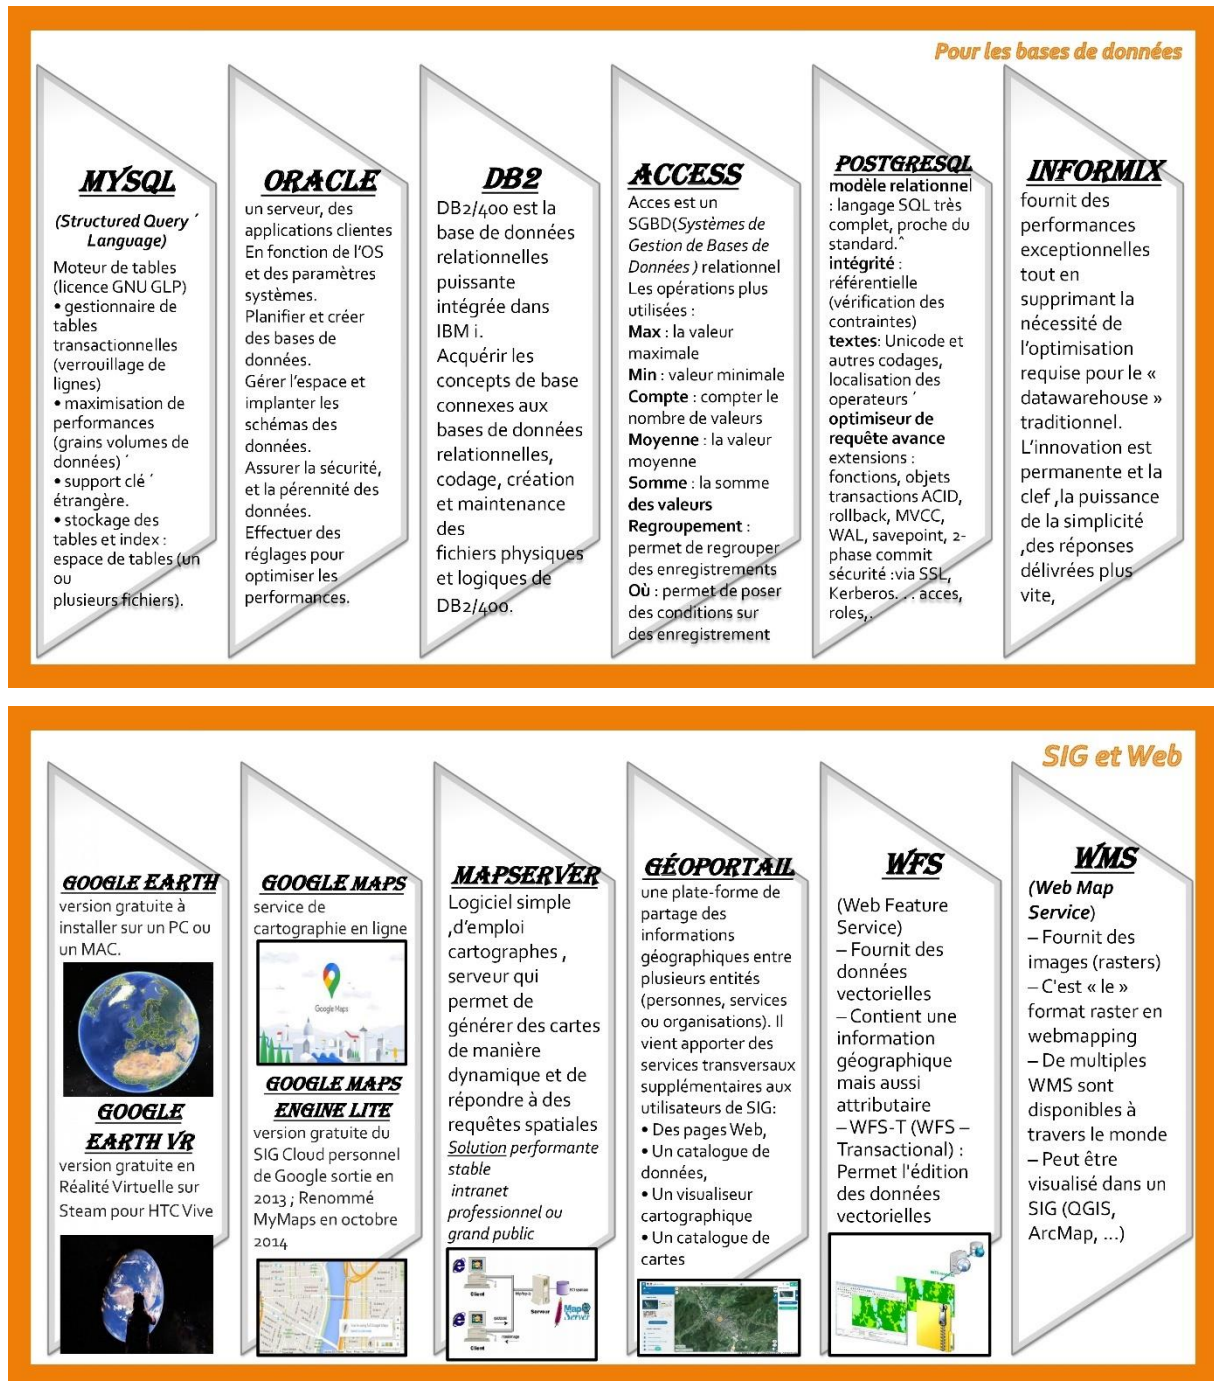 Pour les bases de données
MYSQL
(Structured Query ´
Language)
Moteur de tables
(licence GNU GLP)
• gestionnaire de
tables
transactionnelles
(verrouillage de
lignes)
• maximisation de
performances
(grains volumes de
données) ´
• support clé ´
étrangère.
• stockage des
tables et index :
espace de tables (un
ou
plusieurs fichiers).
ORACLE
un serveur, des
applications clientes
En fonction de l'OS
et des paramètres
systèmes.
Planifier et créer
des bases de
données.
Gérer l'espace et
implanter les
schémas des
données.
Assurer la sécurité,
et la pérennité des
données.
Effectuer des
réglages pour
optimiser les
performances.
DB2
DB2/400 est la
base de données
relationnelles
puissante
intégrée dans
IBM i.
Acquérir les
concepts de base
connexes aux
bases de données
relationnelles,
codage, création
et maintenance
des
fichiers physiques
et logiques de
DB2/400.
ACCESS
Acces est un
SGBD(Systèmes de
Gestion de Bases de
Données ) relationnel
Les opérations plus
utilisées :
Max : la valeur
maximale
Min : valeur minimale
Compte : compter le
nombre de valeurs
Moyenne : la valeur
moyenne
Somme : la somme
des valeurs
Regroupement :
permet de regrouper
des enregistrements
Où : permet de poser
des conditions sur
des enregistrement
POSTGRESQL
modèle relationnel
: langage SQL très
complet, proche du
standard.ˆ
intégrité :
référentielle
(vérification des
contraintes)
textes: Unicode et
autres codages,
localisation des
operateurs ´
optimiseur de
requête avance
extensions :
fonctions, objets
transactions ACID,
rollback, MVCC,
WAL, savepoint, 2-
phase commit
sécurité :via SSL,
Kerberos. . . acces,
roles,.
INFORMIX
fournit des
performances
exceptionnelles
tout en
supprimant la
nécessité de
l'optimisation
requise pour le «
datawarehouse »
traditionnel.
L'innovation est
permanente et la
clef ,la puissance
de la simplicité
,des réponses
délivrées plus
vite,
SIG et Web
GOOGLE EARTH
version gratuite à
installer sur un PC ou
un MAC.
GOOGLE
EARTH VR
version gratuite en
Réalité Virtuelle sur
Steam pour HTC Vive
GOOGLE MAPS
service de
cartographie en ligne
Google Maps
GOOGLE MAPS
ENGINE LITE
version gratuite du
SIG Cloud personnel
de Google sortie en
2013 ; Renommé
MyMaps en octobre
2014
MAPSERVER
Logiciel simple
,d'emploi
cartographes ,
serveur qui
permet de
générer des cartes
de manière
dynamique et de
répondre à des
requêtes spatiales
Solution performante
stable
intranet
professionnel ou
grand public
Client
Serveur
Map
Server
Client
GÉOPORTAIL
une plate-forme de
partage des
informations
géographiques entre
plusieurs entités
(personnes, services
ou organisations). Il
vient apporter des
services transversaux
supplémentaires aux
utilisateurs de SIG:
• Des pages Web,
• Un catalogue de
données,
• Un visualiseur
cartographique
• Un catalogue de
cartes
WFS
(Web Feature
Service)
– Fournit des
données
vectorielles
– Contient une
information
géographique
mais aussi
attributaire
– WFS-T (WFS –
Transactional) :
Permet l'édition
des données
vectorielles
WMS
(Web Map
Service)
– Fournit des
images (rasters)
– C'est « le »
format raster en
webmapping
– De multiples
WMS sont
disponibles à
travers le monde
– Peut être
visualisé dans un
SIG (QGIS,
ArcMap, ...)